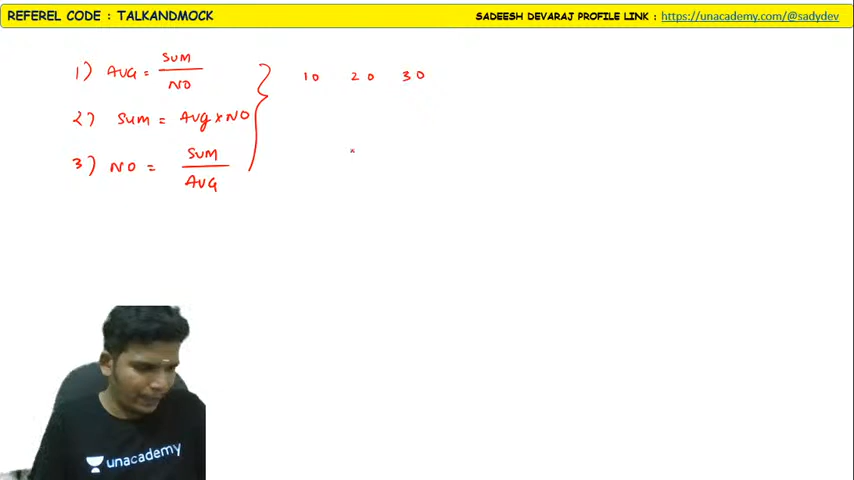 REFEREL CODE : TALKANDMOCK
SADEESH DEVARAJ PROFILE LINK : https://unacademy.com/@sadydev
1) AVG = SUM / NO
2) SUM = AVG x NO
3) NO = SUM / AVG
10 20 30
unacademy